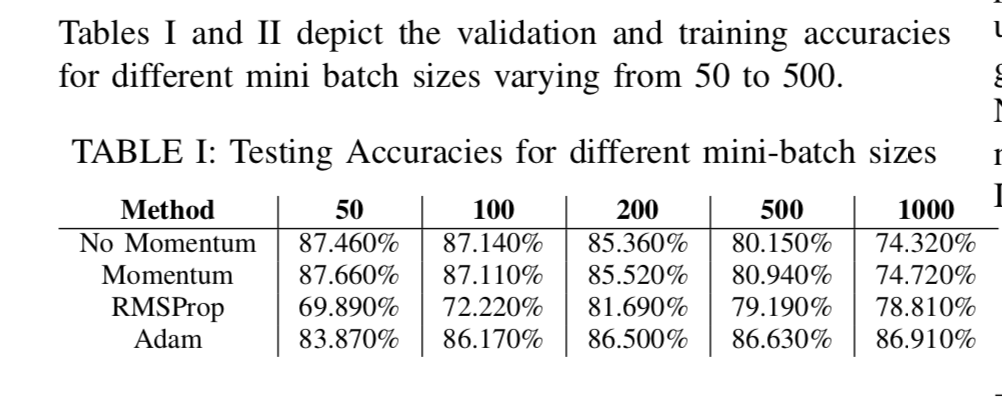 Tables I and II depict the validation and training accuracies
for different mini batch sizes varying from 50 to 500.
TABLE I: Testing Accuracies for different mini-batch sizes
Method 50 100 200 500 1000
No Momentum 87.460% 87.140% 85.360% 80.150% 74.320%
Momentum 87.660% 87.110% 85.520% 80.940% 74.720%
RMSProp 69.890% 72.220% 81.690% 79.190% 78.810%
Adam 83.870% 86.170% 86.500% 86.630% 86.910%